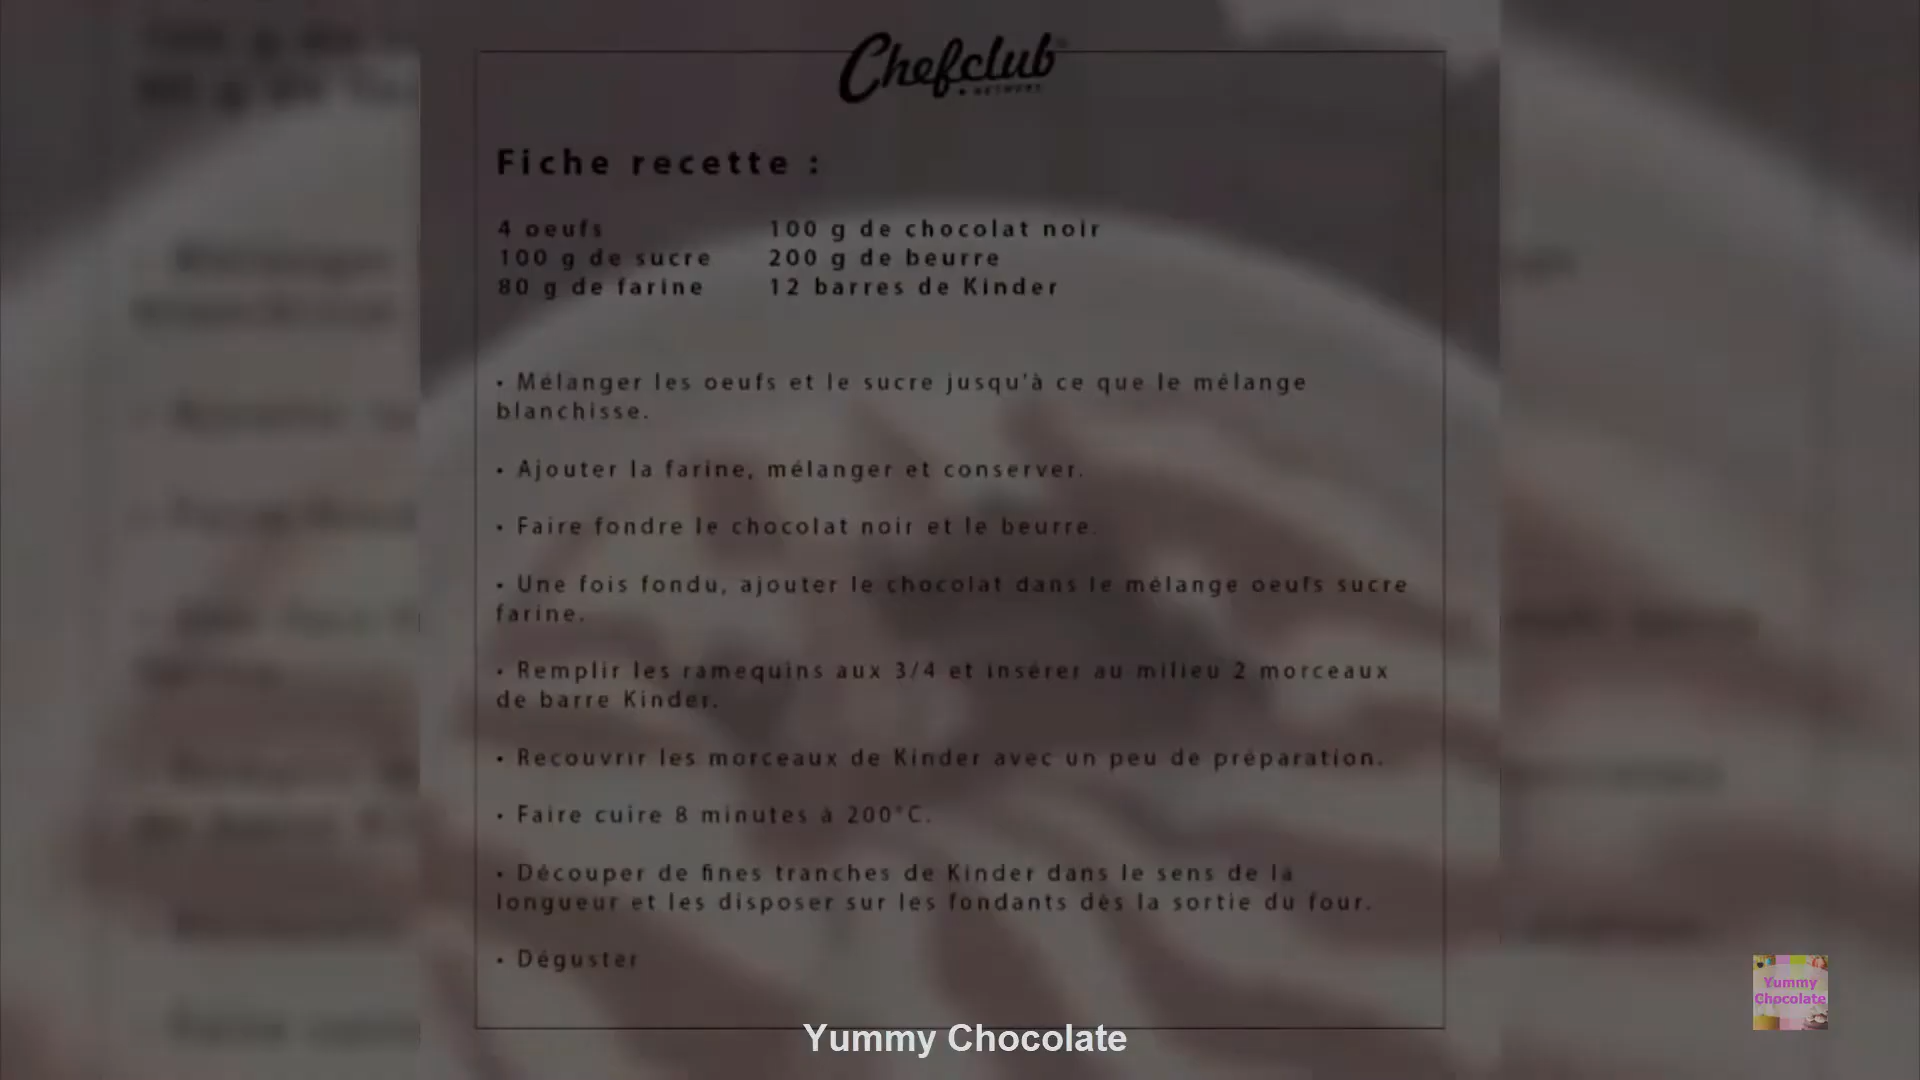 Chefclub
NETWORK
Fiche recette :
4 oeufs
100 g de sucre
80 g de farine
100 g de chocolat noir
200 g de beurre
12 barres de Kinder
• Mélanger les oeufs et le sucre jusqu'à ce que le mélange
blanchisse.
• Ajouter la farine, mélanger et conserver.
• Faire fondre le chocolat noir et le beurre.
• Une fois fondu, ajouter le chocolat dans le mélange oeufs sucre
farine.
• Remplir les ramequins aux 3/4 et insérer au milieu 2 morceaux
de barre Kinder.
• Recouvrir les morceaux de Kinder avec un peu de préparation.
• Faire cuire 8 minutes à 200°C.
• Découper de fines tranches de Kinder dans le sens de la
longueur et les disposer sur les fondants dès la sortie du four.
• Déguster
Yummy
Chocolate
Yummy Chocolate